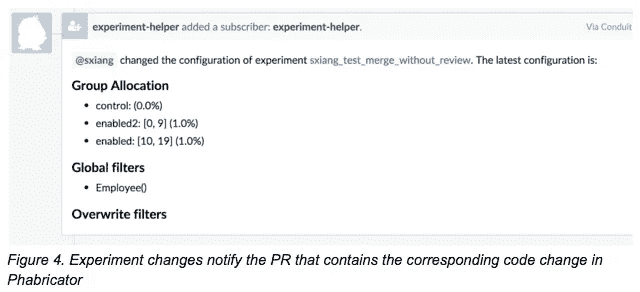 experiment-helper added a subscriber: experiment-helper.
Via Conduit
@sxiang changed the configuration of experiment sxiang_test_merge_without_review. The latest configuration is:
Group Allocation
• control: (0.0%)
• enabled2: [0, 9] (1.0%)
• enabled: [10, 19] (1.0%)
Global filters
• Employee()
Overwrite filters
Figure 4. Experiment changes notify the PR that contains the corresponding code change in
Phabricator